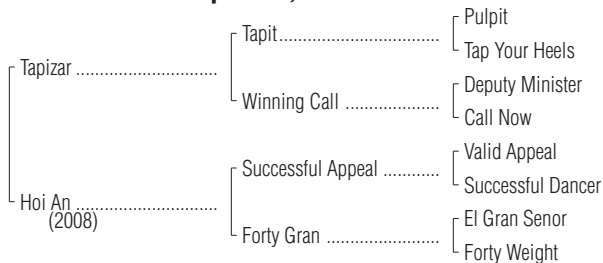 Pulpit
Tapit
Tap Your Heels
Tapizar
Deputy Minister
Winning Call
Call Now
Valid Appeal
Successful Appeal
Successful Dancer
Hoi An
(2008)
El Gran Senor
Forty Gran
Forty Weight